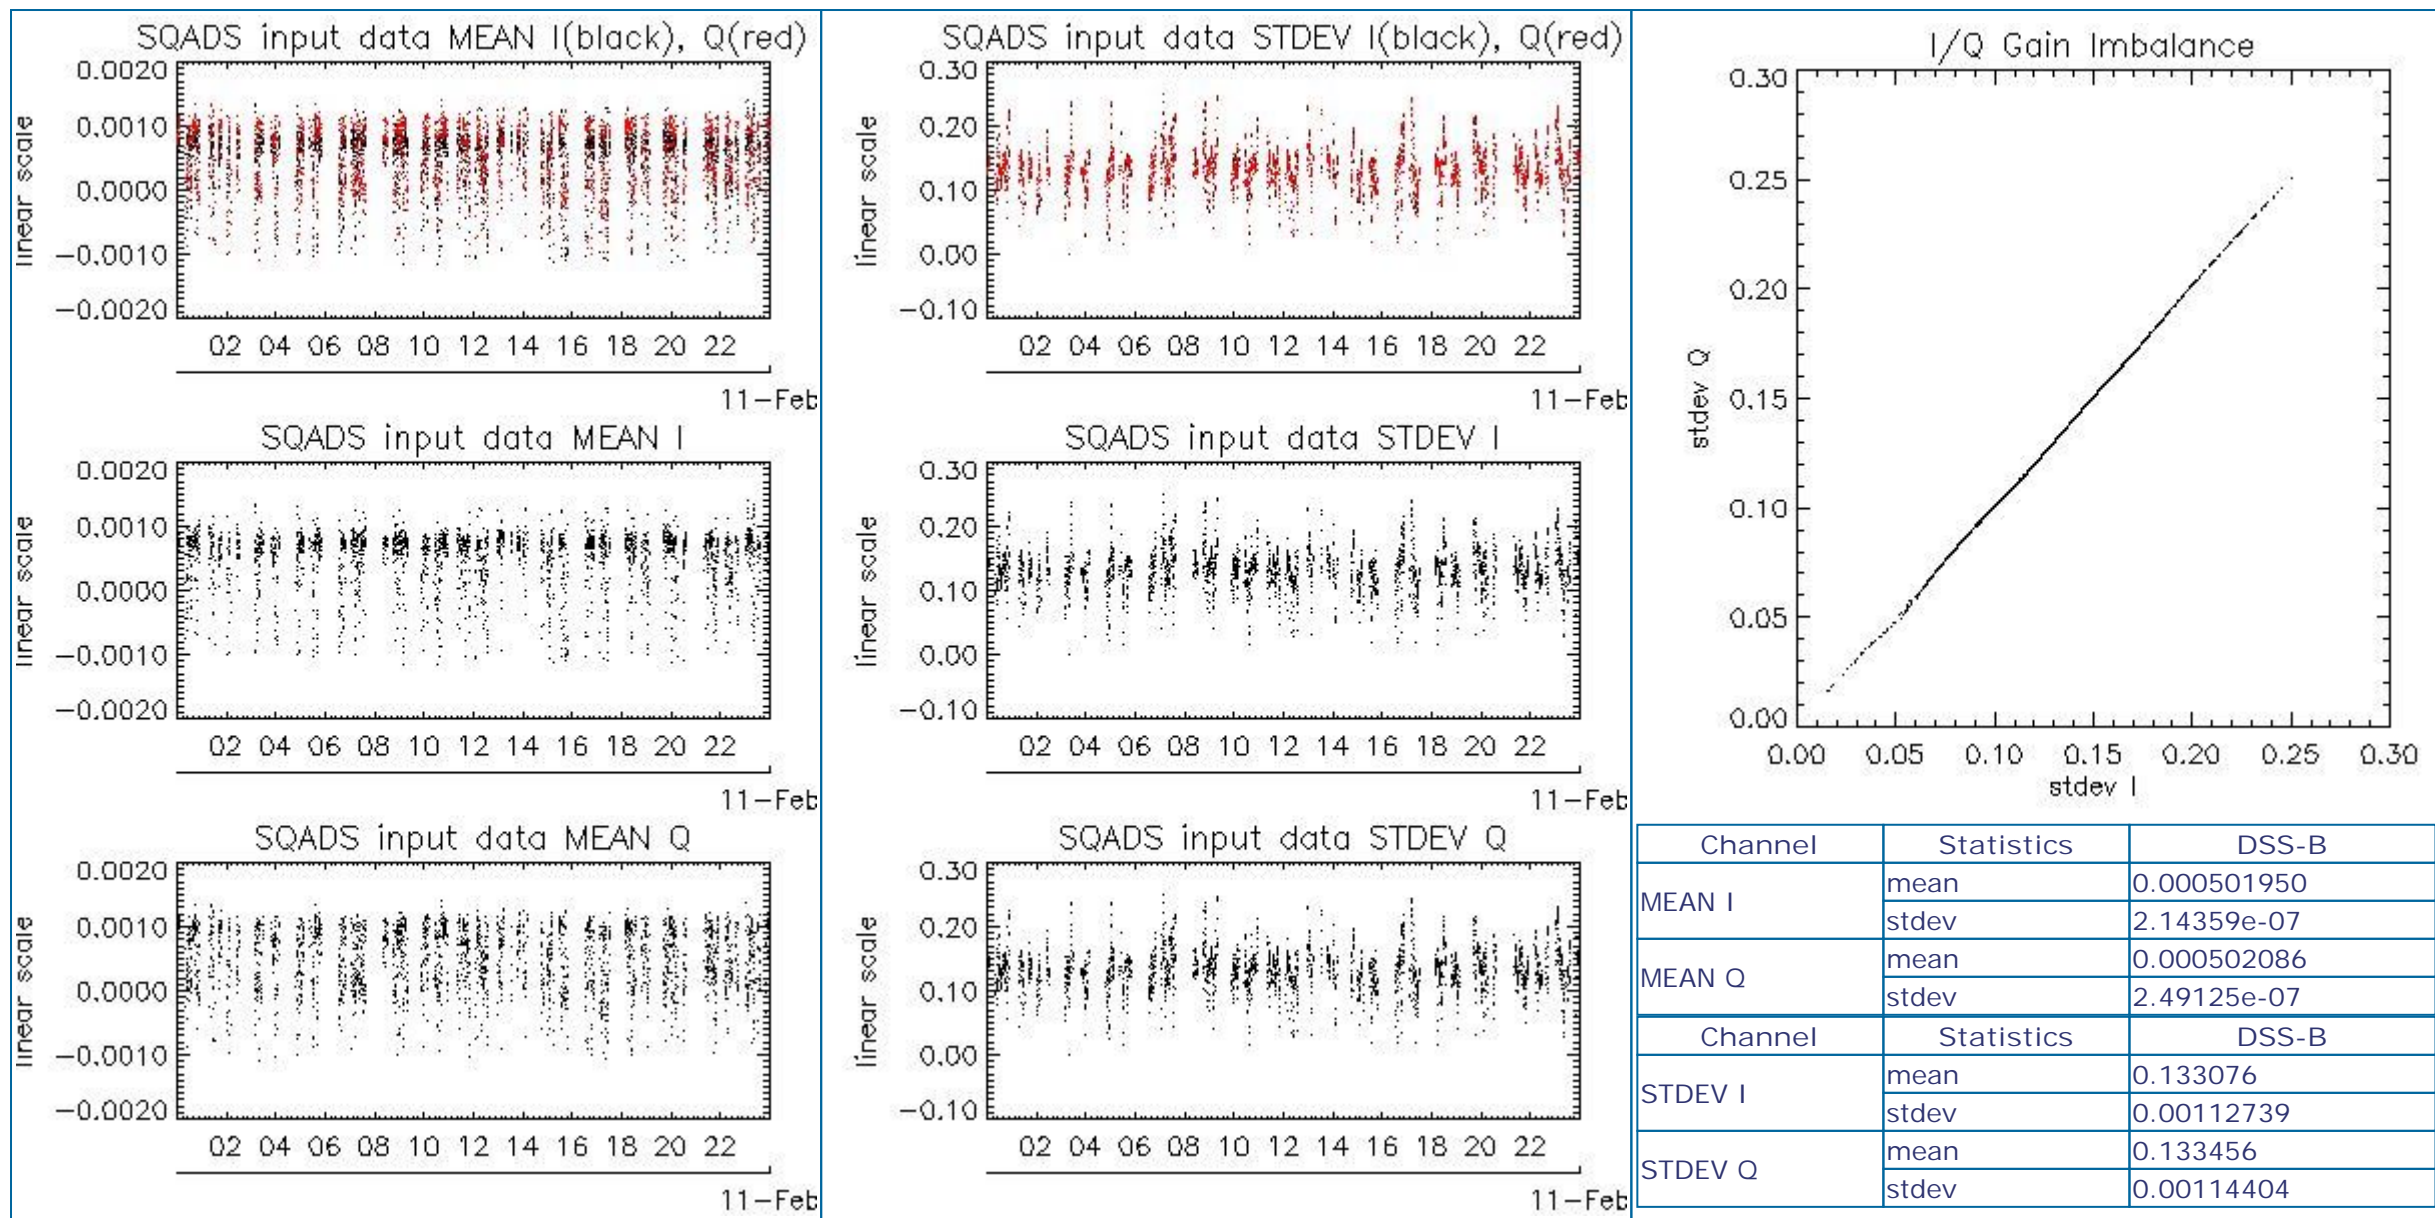 SQADS input data MEAN I(black), Q(red)
0.0020
0.0010
0.0000
-0.0010
-0.0020
linear scale
02 04 06 08 10 12 14 16 18 20 22
11-Feb
SQADS input data MEAN I
0.0020
0.0010
0.0000
-0.0010
-0.0020
linear scale
02 04 06 08 10 12 14 16 18 20 22
11-Feb
SQADS input data MEAN Q
0.0020
0.0010
0.0000
-0.0010
-0.0020
linear scale
02 04 06 08 10 12 14 16 18 20 22
11-Feb
SQADS input data STDEV I(black), Q(red)
0.30
0.20
0.10
0.00
-0.10
linear scale
02 04 06 08 10 12 14 16 18 20 22
11-Feb
SQADS input data STDEV I
0.30
0.20
0.10
0.00
-0.10
linear scale
02 04 06 08 10 12 14 16 18 20 22
11-Feb
SQADS input data STDEV Q
0.30
0.20
0.10
0.00
-0.10
linear scale
02 04 06 08 10 12 14 16 18 20 22
11-Feb
I/Q Gain Imbalance
0.30
0.25
0.20
0.15
0.10
0.05
0.00
stdev Q
0.00 0.05 0.10 0.15 0.20 0.25 0.30
stdev I
Channel Statistics DSS-B
MEAN I mean 0.000501950
stdev 2.14359e-07
MEAN Q mean 0.000502086
stdev 2.49125e-07
Channel Statistics DSS-B
STDEV I mean 0.133076
stdev 0.00112739
STDEV Q mean 0.133456
stdev 0.00114404